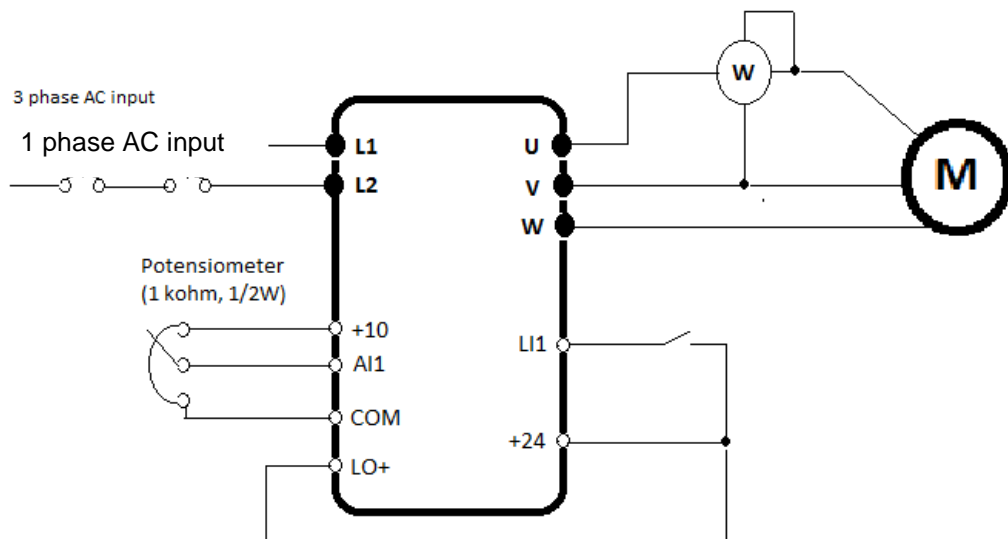 W
3 phase AC input
1 phase AC input
L1
U
L2
V
M
W
Potensiometer
(1 kohm, 1/2W)
+10
LI1
AI1
COM
+24
LO+